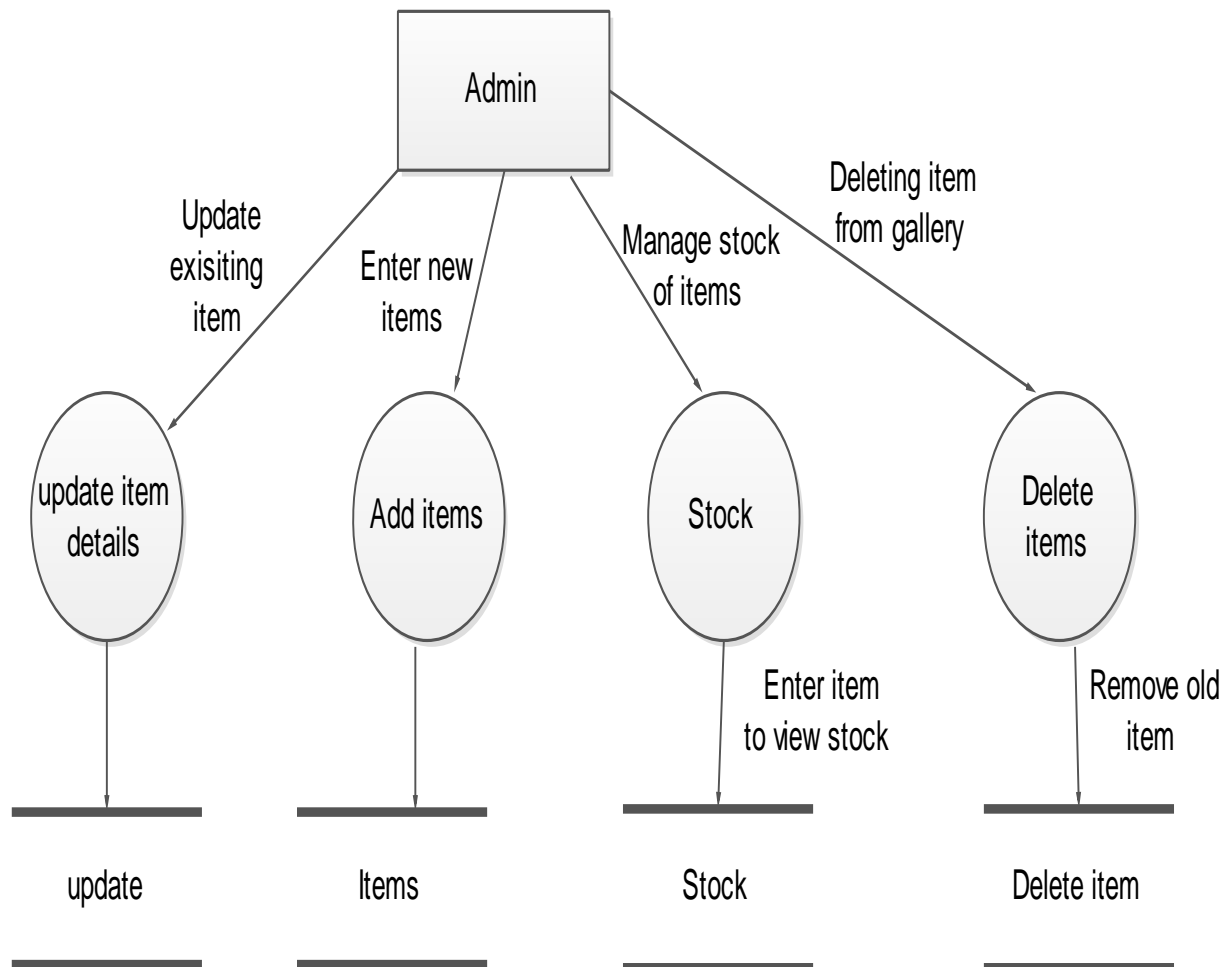 Admin
Update
exisiting
item
Enter new
items
Manage stock
of items
Deleting item
from gallery
update item
details
Add items
Stock
Delete
items
Enter item
to view stock
Remove old
item
update
Items
Stock
Delete item